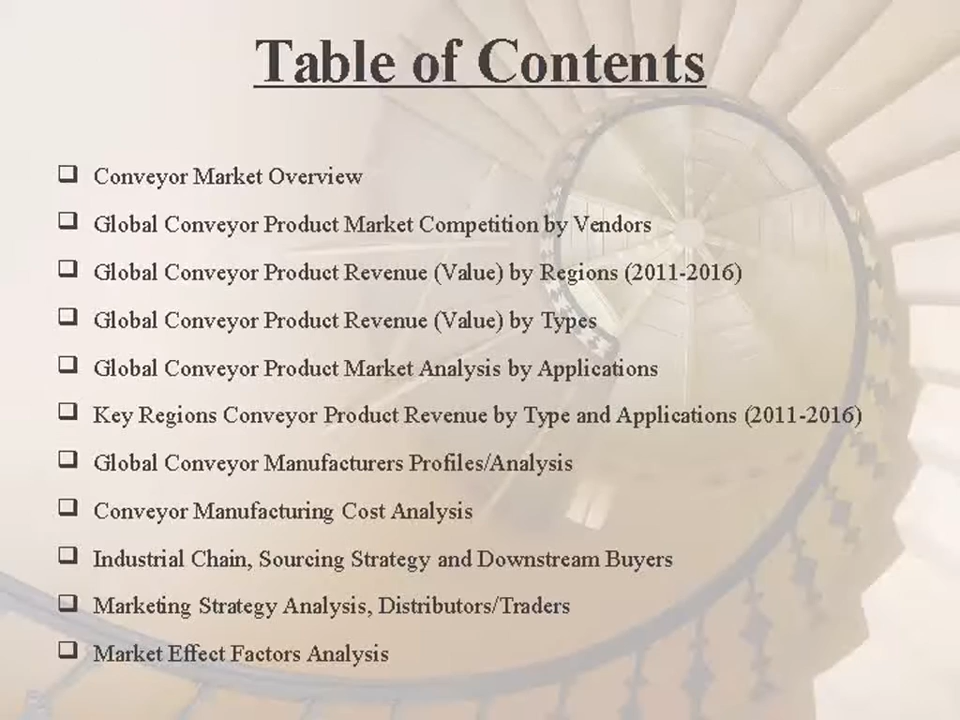 Table of Contents
Conveyor Market Overview
Global Conveyor Product Market Competition by Vendors
Global Conveyor Product Revenue (Value) by Regions (2011-2016)
Global Conveyor Product Revenue (Value) by Types
Global Conveyor Product Market Analysis by Applications
Key Regions Conveyor Product Revenue by Type and Applications (2011-2016)
Global Conveyor Manufacturers Profiles/Analysis
Conveyor Manufacturing Cost Analysis
Industrial Chain, Sourcing Strategy and Downstream Buyers
Marketing Strategy Analysis, Distributors/Traders
Market Effect Factors Analysis